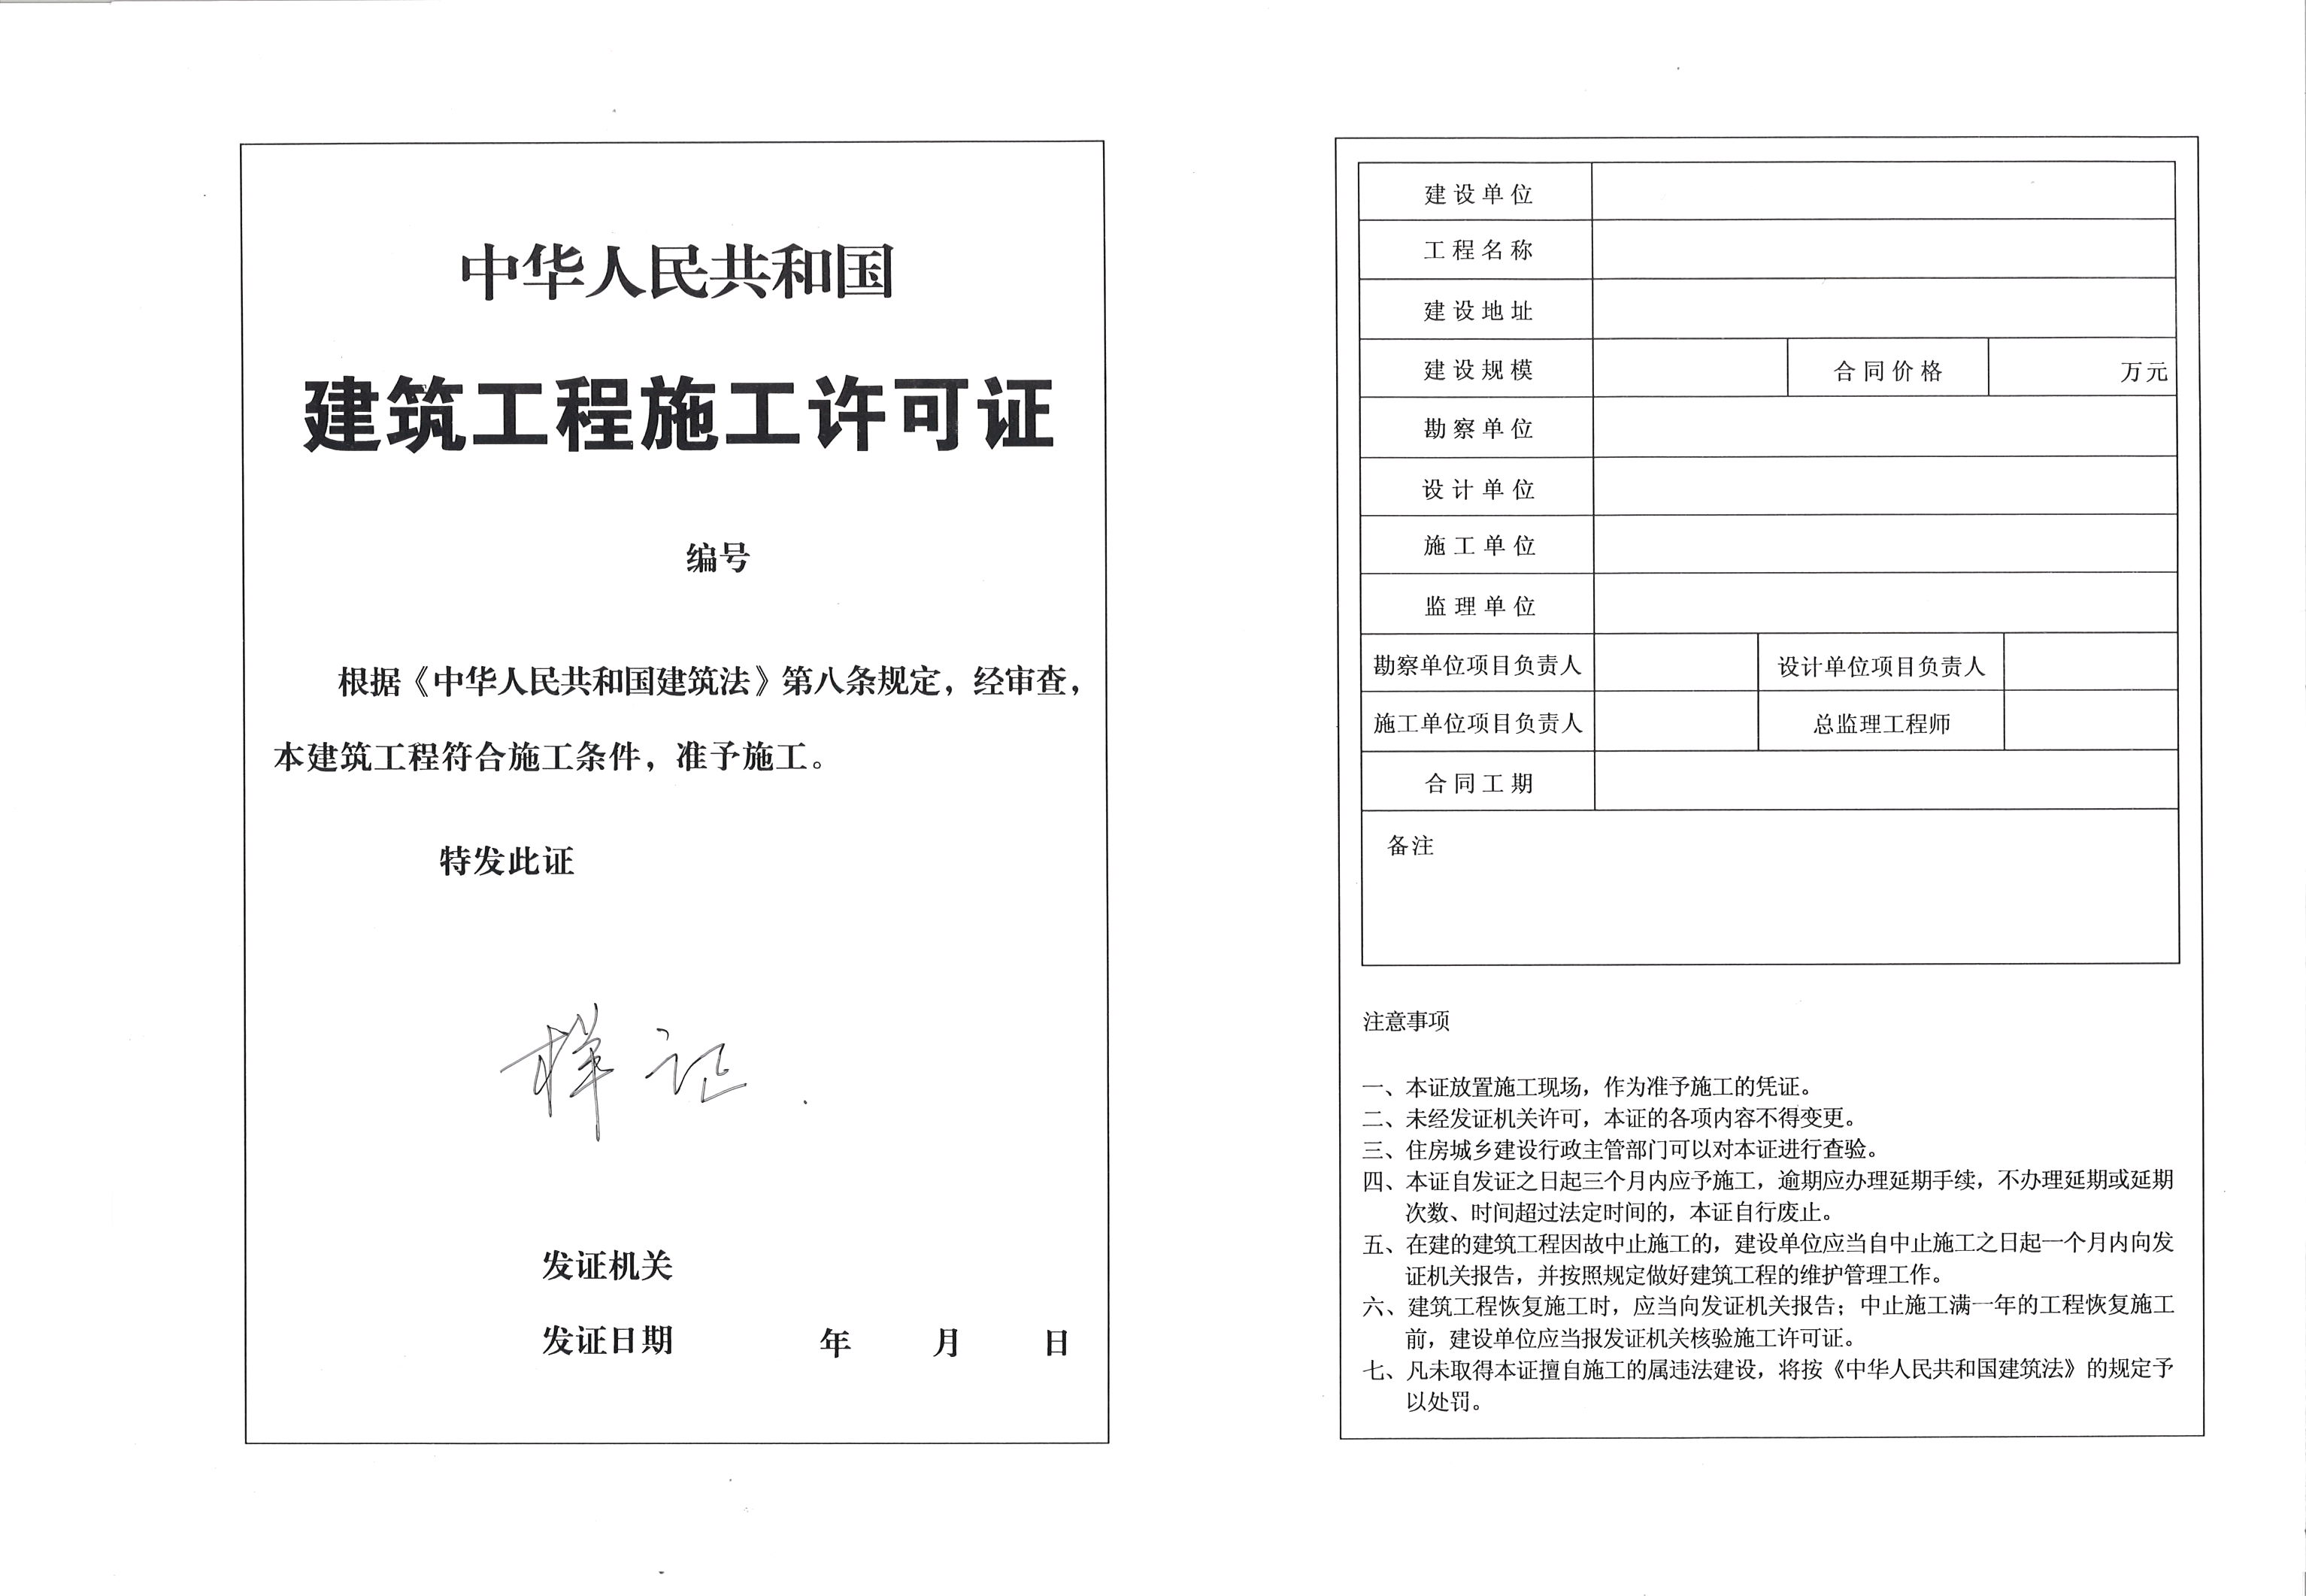 中华人民共和国
建筑工程施工许可证
编号
根据《中华人民共和国建筑法》第八条规定，经审查，
本建筑工程符合施工条件，准予施工。
特发此证
样证
发证机关
发证日期 年 月 日
建设单位
工程名称
建设地址
建设规模 合同价格 万元
勘察单位
设计单位
施工单位
监理单位
勘察单位项目负责人 设计单位项目负责人
施工单位项目负责人 总监理工程师
合同工期
备注
注意事项
一、本证放置施工现场，作为准予施工的凭证。
二、未经发证机关许可，本证的各项内容不得变更。
三、住房城乡建设行政主管部门可以对本证进行查验。
四、本证自发证之日起三个月内应予施工，逾期应办理延期手续，不办理延期或延期
次数、时间超过法定时间的，本证自行废止。
五、在建的建筑工程因故中止施工的，建设单位应当自中止施工之日起一个月内向发
证机关报告，并按照规定做好建筑工程的维护管理工作。
六、建筑工程恢复施工时，应当向发证机关报告；中止施工满一年的工程恢复施工
前，建设单位应当报发证机关核验施工许可证。
七、凡未取得本证擅自施工的属违法建设，将按《中华人民共和国建筑法》的规定予
以处罚。